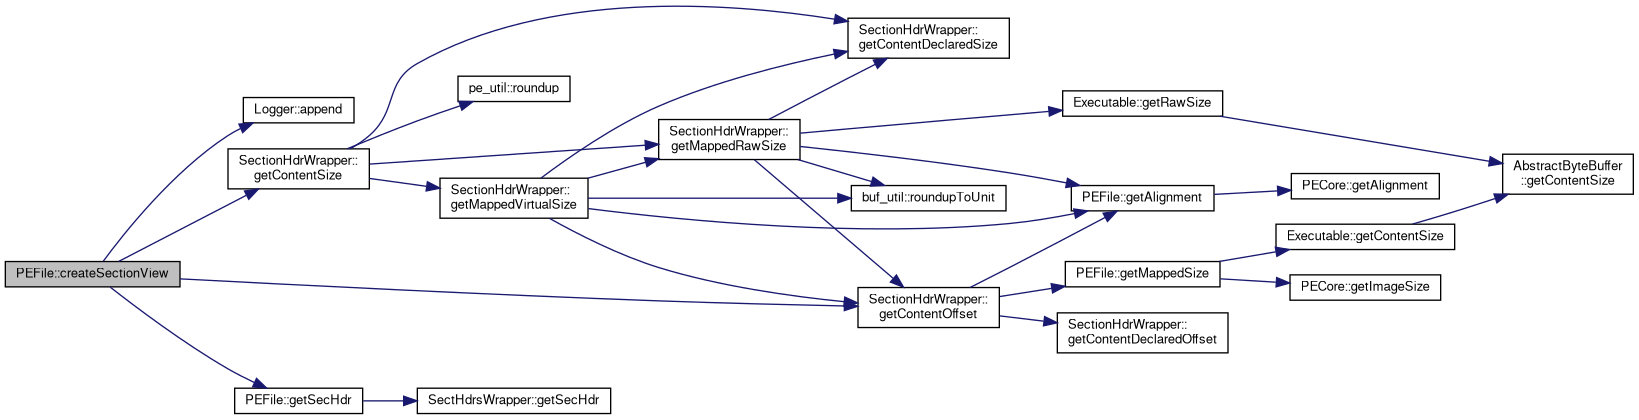 PEFile::createSectionView
Logger::append
SectionHdrWrapper::
getContentSize
PEFile::getSecHdr
pe_util::roundup
SectionHdrWrapper::
getMappedVirtualSize
SectHdrsWrapper::getSecHdr
SectionHdrWrapper::
getMappedRawSize
SectionHdrWrapper::
getContentDeclaredSize
buf_util::roundupToUnit
SectionHdrWrapper::
getContentOffset
Executable::getRawSize
PEFile::getAlignment
PEFile::getMappedSize
SectionHdrWrapper::
getContentDeclaredOffset
PECore::getAlignment
Executable::getContentSize
PECore::getImageSize
AbstractByteBuffer
::getContentSize